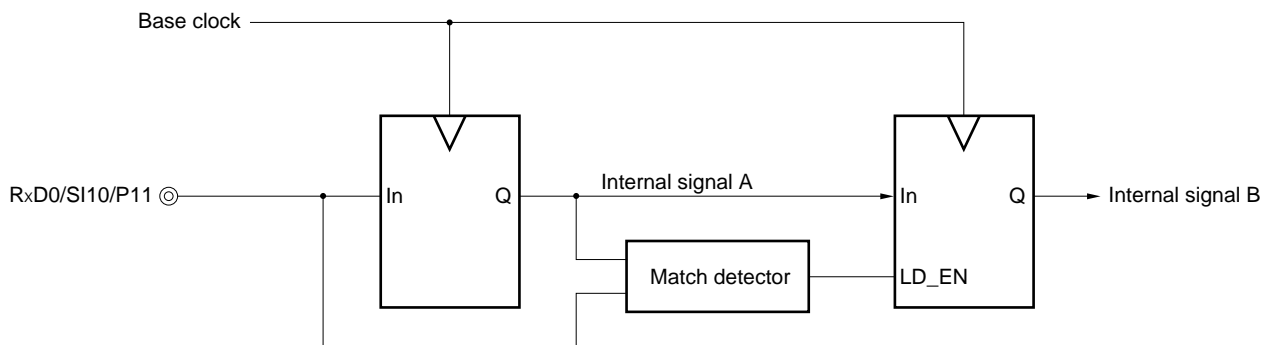 Base clock
RxD0/SI10/P11
In
Q
Internal signal A
In
Q
Internal signal B
Match detector
LD_EN